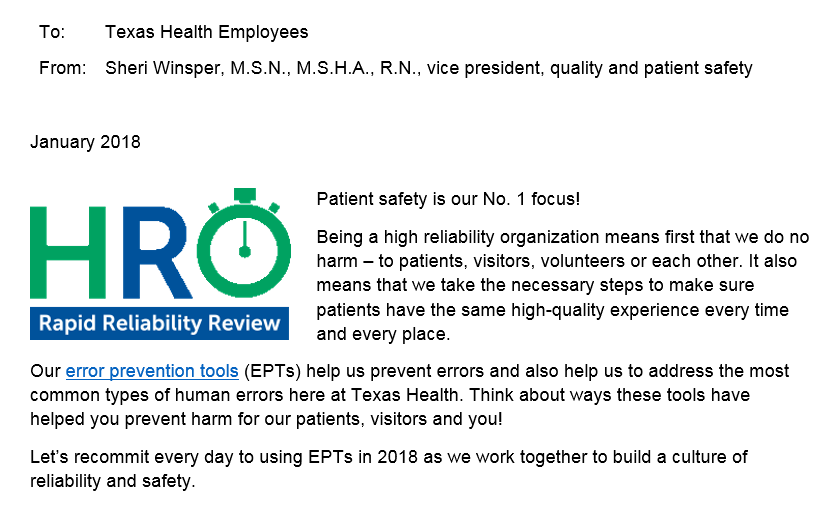 To: Texas Health Employees
From: Sheri Winsper, M.S.N., M.S.H.A., R.N., vice president, quality and patient safety
January 2018
HRO
Rapid Reliability Review
Patient safety is our No. 1 focus!
Being a high reliability organization means first that we do no
harm – to patients, visitors, volunteers or each other. It also
means that we take the necessary steps to make sure
patients have the same high-quality experience every time
and every place.
Our error prevention tools (EPTs) help us prevent errors and also help us to address the most
common types of human errors here at Texas Health. Think about ways these tools have
helped you prevent harm for our patients, visitors and you!
Let’s recommit every day to using EPTs in 2018 as we work together to build a culture of
reliability and safety.